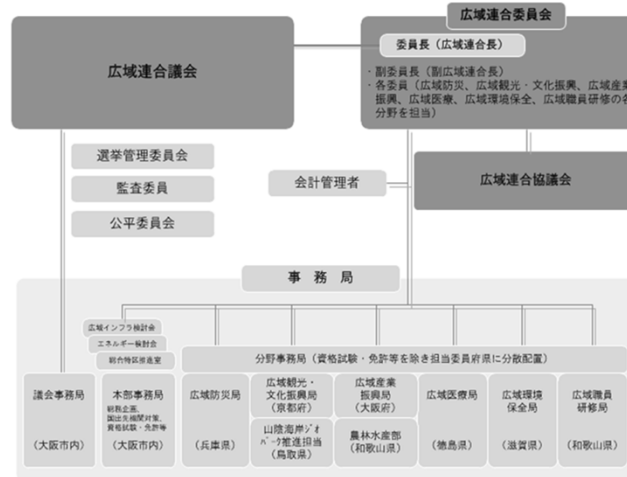 広域連合委員会
広域連合議会
委員長（広域連合長）
・副委員長（副広域連合長）
・各委員（広域防災、広域観光・文化振興、広域産業
振興、広域医療、広域環境保全、広域職員研修の各
分野を担当）
選挙管理委員会
監査委員
公平委員会
会計管理者
広域連合協議会
事　務　局
広域インフラ検討会
エネルギー検討会
総合特区推進室
分野事務局（資格試験・免許等を除き担当委員府県に分散配置）
議会事務局
（大阪市内）
本部事務局
総務企画、
国出先機関対策、
資格試験・免許等
（大阪市内）
広域防災局
（兵庫県）
広域観光・
文化振興局
（京都府）
山陰海岸ジオ
パーク推進担当
（鳥取県）
広域産業
振興局
（大阪府）
農林水産部
（和歌山県）
広域医療局
（徳島県）
広域環境
保全局
（滋賀県）
広域職員
研修局
（和歌山県）